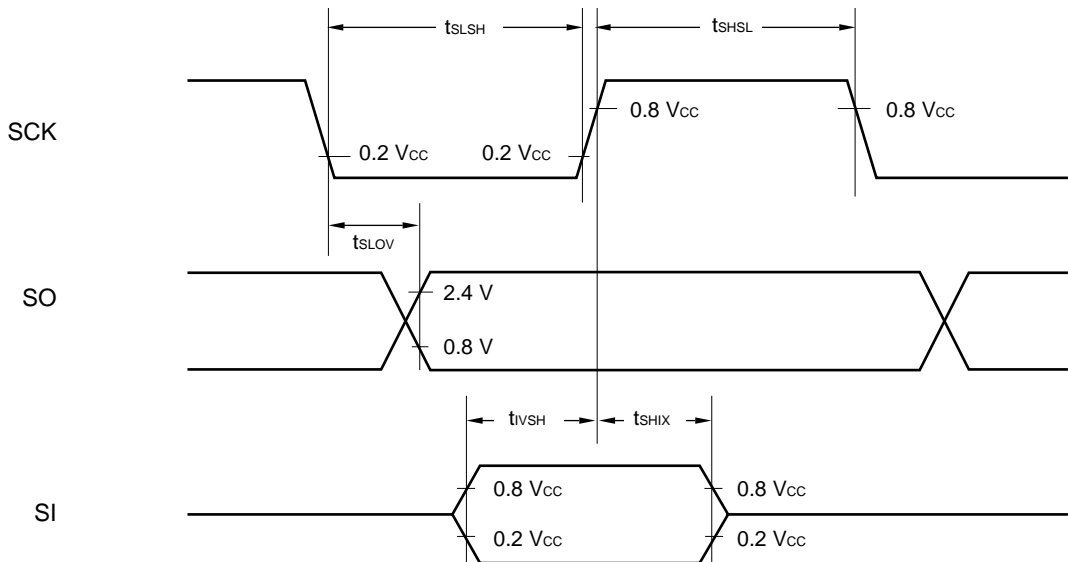 tSLSH
tSHSL
SCK
0.8 VCC
0.8 VCC
0.2 VCC
0.2 VCC
tSLOV
SO
2.4 V
0.8 V
tIVSH
tSHIX
SI
0.8 VCC
0.8 VCC
0.2 VCC
0.2 VCC